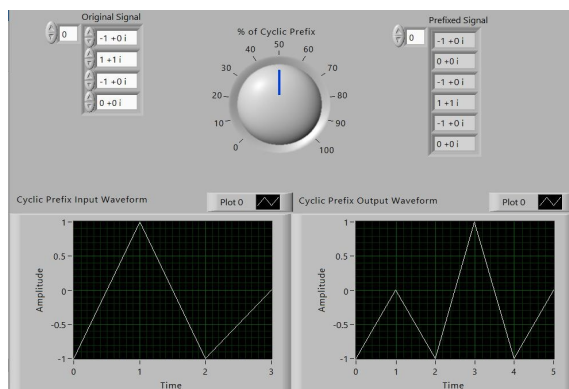 Original Signal
0
-1 +0 i
1 +1 i
-1 +0 i
0 +0 i
% of Cyclic Prefix
0
10
20
30
40
50
60
70
80
90
100
Prefixed Signal
0
-1 +0 i
0 +0 i
-1 +0 i
1 +1 i
-1 +0 i
0 +0 i
Cyclic Prefix Input Waveform
Plot 0
Amplitude
1
0.5
0
-0.5
-1
0 1 2 3
Time
Cyclic Prefix Output Waveform
Plot 0
Amplitude
1
0.5
0
-0.5
-1
0 1 2 3 4 5
Time